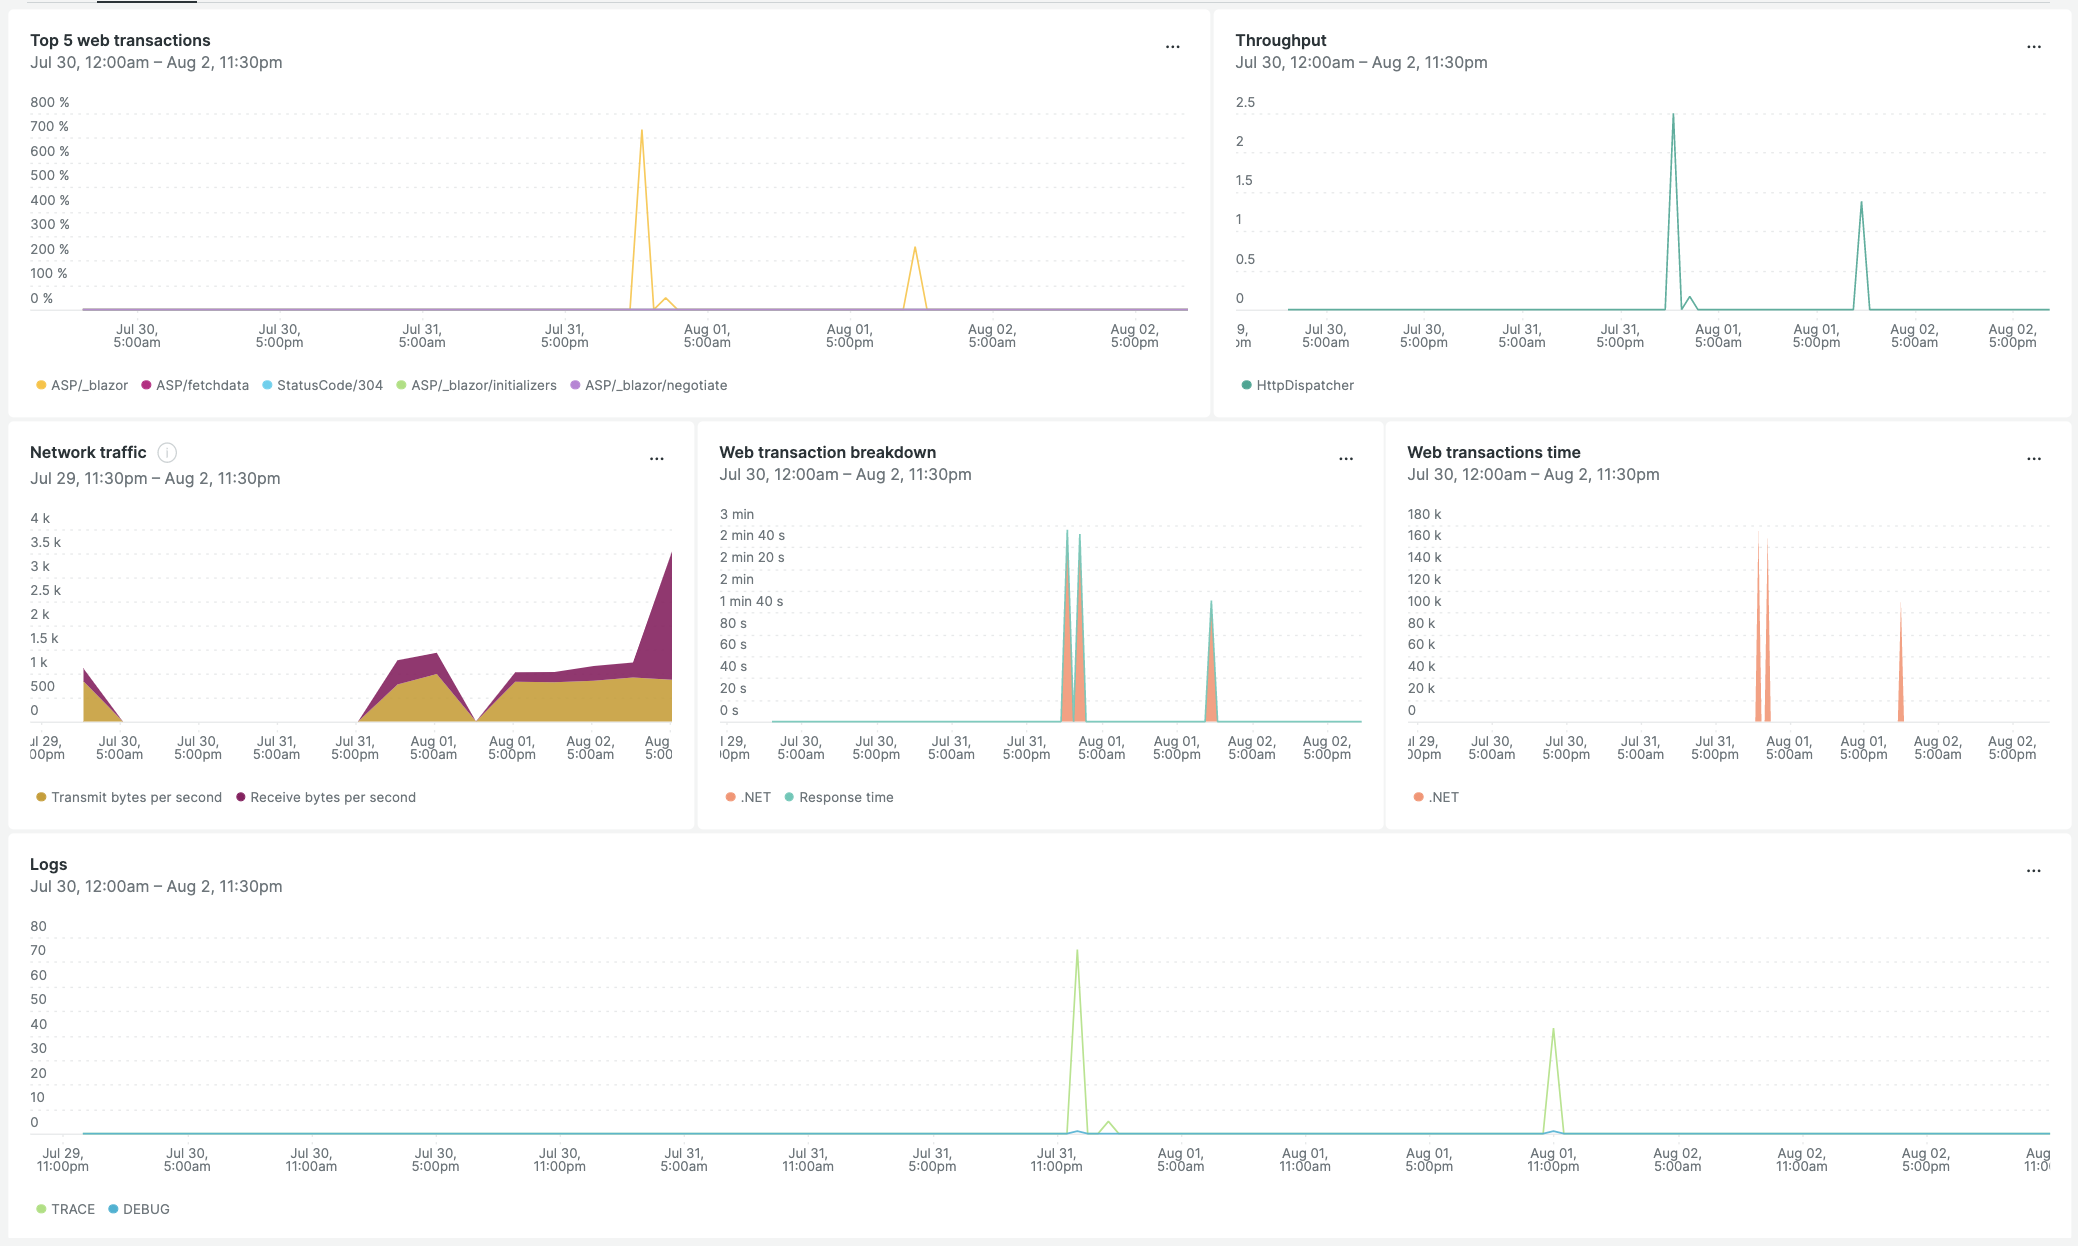 Top 5 web transactions
Jul 30, 12:00am – Aug 2, 11:30pm
...
800 %
700 %
600 %
500 %
400 %
300 %
200 %
100 %
0 %
Jul 30, Jul 30, Jul 31, Jul 31, Aug 01, Aug 01, Aug 02, Aug 02,
5:00am 5:00pm 5:00am 5:00pm 5:00am 5:00pm 5:00am 5:00pm
ASP/_blazor ASP/fetchdata StatusCode/304 ASP/_blazor/initializers ASP/_blazor/negotiate
Throughput
Jul 30, 12:00am – Aug 2, 11:30pm
...
2.5
2
1.5
1
0.5
0
9, Jul 30, Jul 30, Jul 31, Jul 31, Aug 01, Aug 01, Aug 02, Aug 02,
5:00am 5:00pm 5:00am 5:00pm 5:00am 5:00pm 5:00am 5:00pm
HttpDispatcher
Network traffic i
Jul 29, 11:30pm – Aug 2, 11:30pm
...
4 k
3.5 k
3 k
2.5 k
2 k
1.5 k
1 k
500
0
29, Jul 30, Jul 30, Jul 31, Jul 31, Aug 01, Aug 01, Aug 02, Aug
00pm 5:00am 5:00pm 5:00am 5:00pm 5:00am 5:00pm 5:00am 5:00
Transmit bytes per second Receive bytes per second
Web transaction breakdown
Jul 30, 12:00am – Aug 2, 11:30pm
...
3 min
2 min 40 s
2 min 20 s
2 min
1 min 40 s
80 s
60 s
40 s
20 s
0 s
29, Jul 30, Jul 30, Jul 31, Jul 31, Aug 01, Aug 01, Aug 02, Aug 02,
0pm 5:00am 5:00pm 5:00am 5:00pm 5:00am 5:00pm 5:00am 5:00pm
.NET Response time
Web transactions time
Jul 30, 12:00am – Aug 2, 11:30pm
...
180 k
160 k
140 k
120 k
100 k
80 k
60 k
40 k
20 k
0
29, Jul 30, Jul 30, Jul 31, Jul 31, Aug 01, Aug 01, Aug 02, Aug 02,
00pm 5:00am 5:00pm 5:00am 5:00pm 5:00am 5:00pm 5:00am 5:00pm
.NET
Logs
Jul 30, 12:00am – Aug 2, 11:30pm
...
80
70
60
50
40
30
20
10
0
Jul 29, Jul 30, Jul 30, Jul 30, Jul 30, Jul 31, Jul 31, Jul 31, Jul 31, Aug 01, Aug 01, Aug 01, Aug 01, Aug 02, Aug 02, Aug 02, Aug
11:00pm 5:00am 11:00am 5:00pm 11:00pm 5:00am 11:00am 5:00pm 11:00pm 5:00am 11:00am 5:00pm 11:00pm 5:00am 11:00am 5:00pm 11:0
TRACE DEBUG